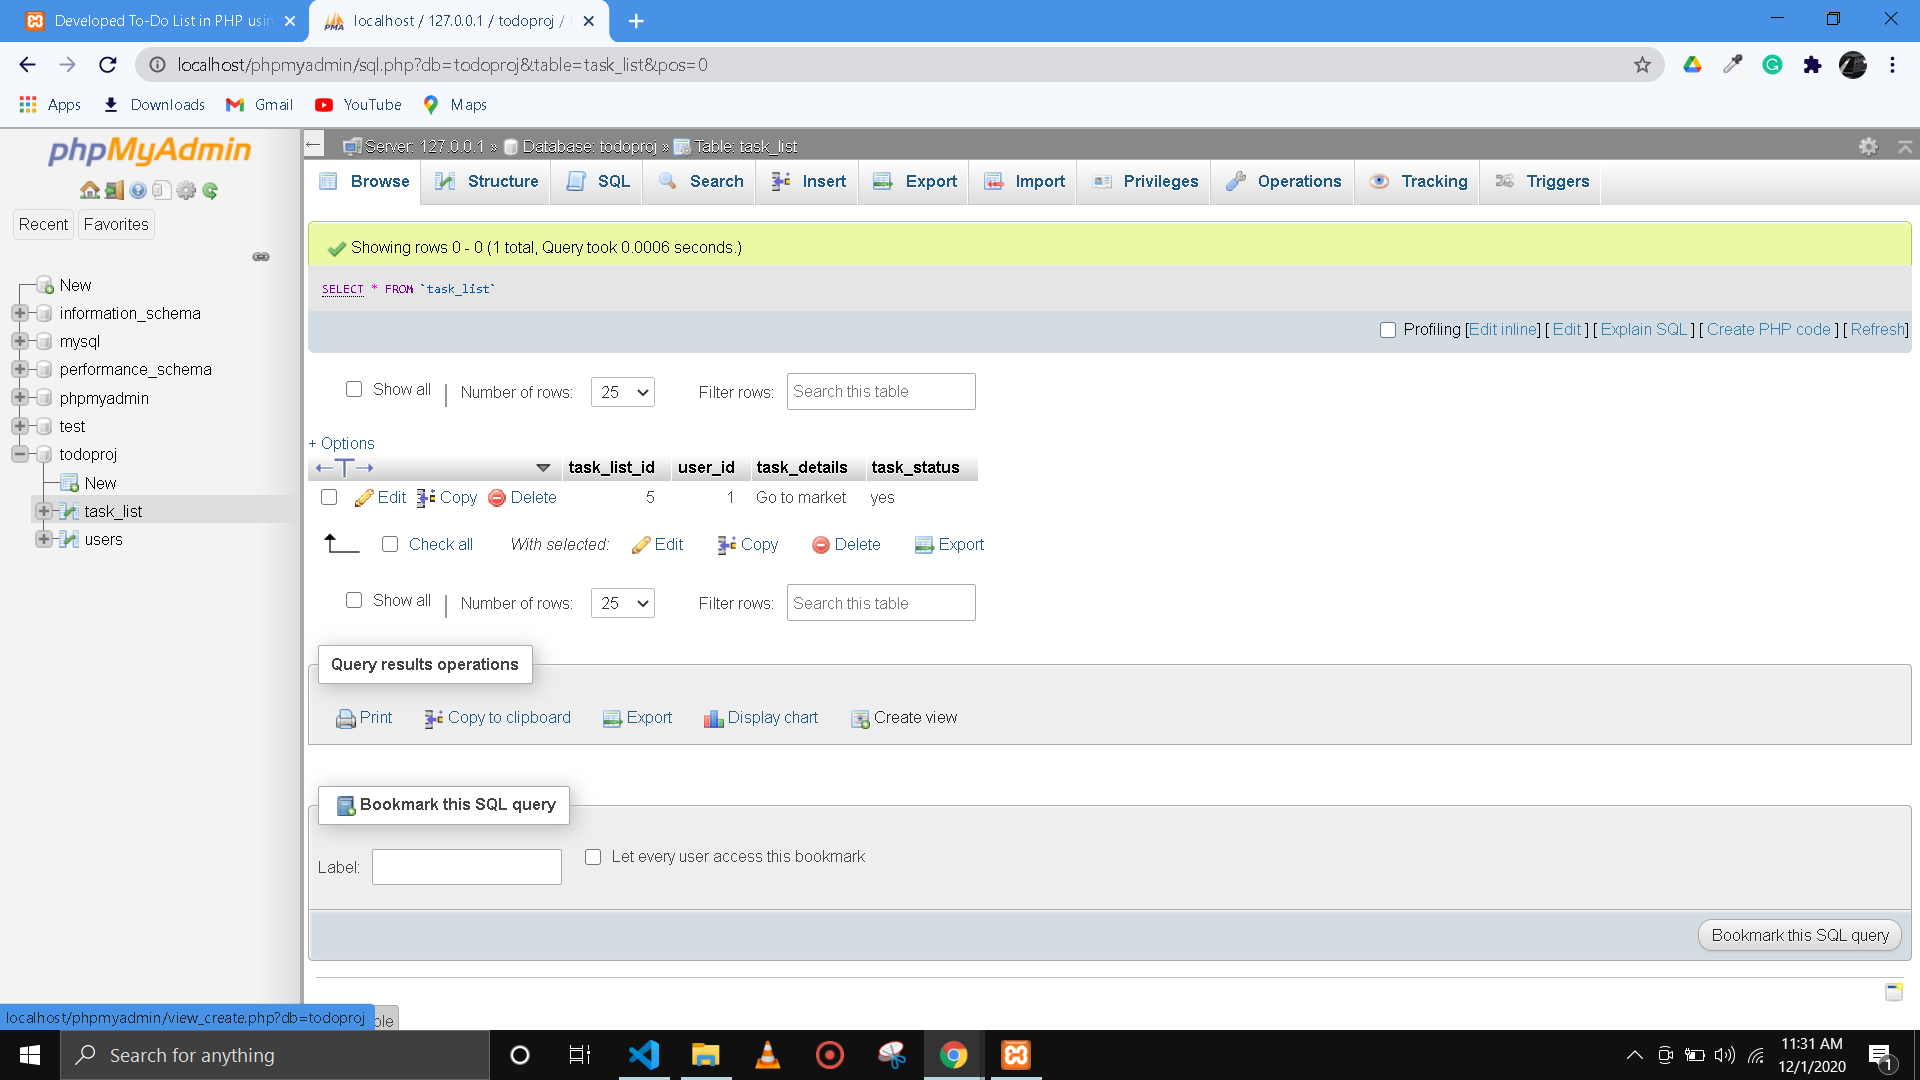 Developed To-Do List in PHP usin
localhost / 127.0.0.1 / todoproj /
localhost/phpmyadmin/sql.php?db=todoproj&table=task_list&pos=0
Apps Downloads Gmail YouTube Maps
phpMyAdmin
Recent Favorites
New
information_schema
mysql
performance_schema
phpmyadmin
test
todoproj
New
task_list
users
Server: 127.0.0.1 » Database: todoproj » Table: task_list
Browse Structure SQL Search Insert Export Import Privileges Operations Tracking Triggers
Showing rows 0 - 0 (1 total, Query took 0.0006 seconds.)
SELECT * FROM `task_list`
Profiling [Edit inline] [ Edit ] [ Explain SQL ] [ Create PHP code ] [ Refresh]
Show all | Number of rows: 25 Filter rows: Search this table
+ Options
←T→ task_list_id user_id task_details task_status
Edit Copy Delete 5 1 Go to market yes
Check all With selected: Edit Copy Delete Export
Show all | Number of rows: 25 Filter rows: Search this table
Query results operations
Print Copy to clipboard Export Display chart Create view
Bookmark this SQL query
Label: Let every user access this bookmark
Bookmark this SQL query
localhost/phpmyadmin/view_create.php?db=todoproj
Search for anything
11:31 AM
12/1/2020
1